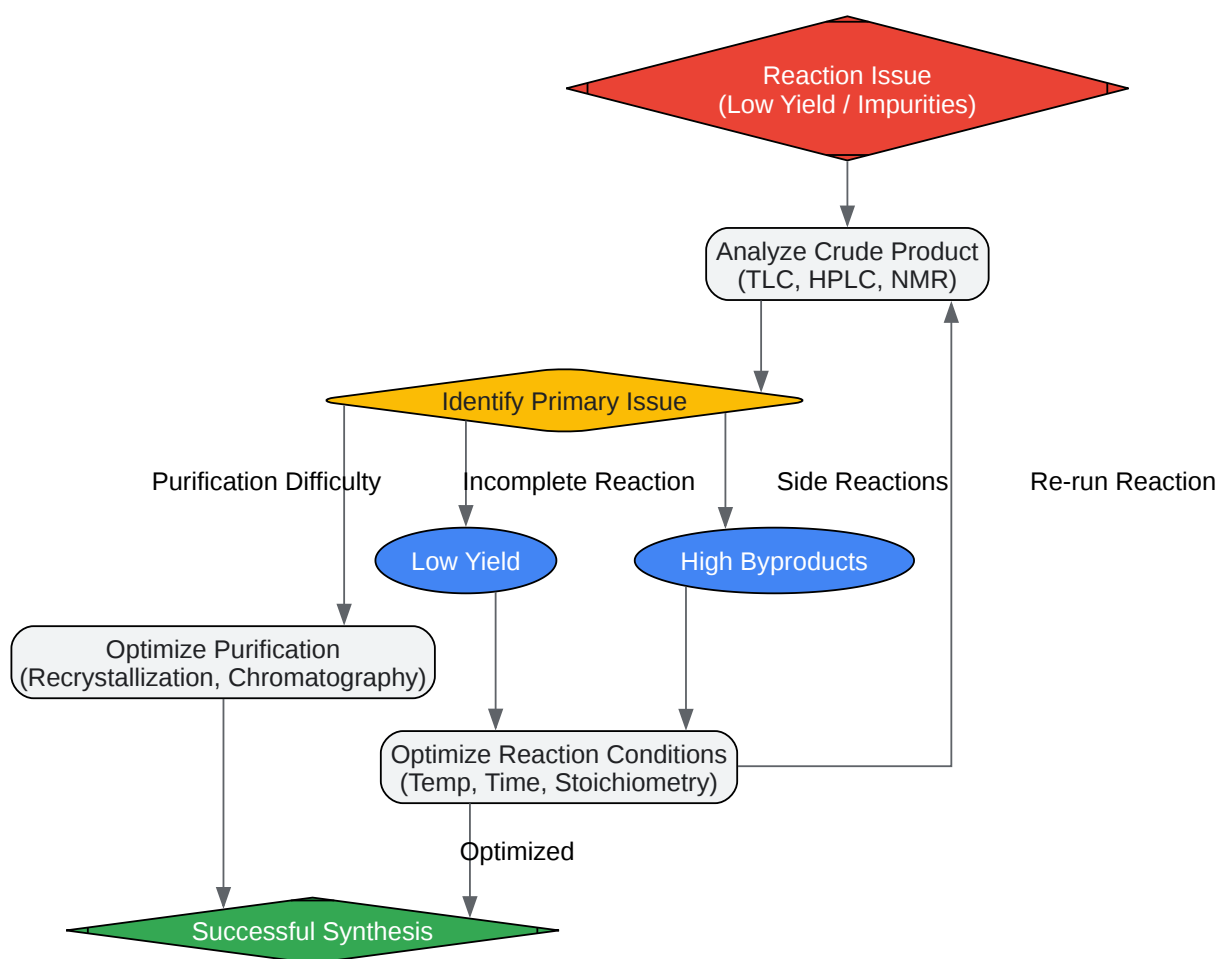 Reaction Issue
(Low Yield / Impurities)
Analyze Crude Product
(TLC, HPLC, NMR)
Identify Primary Issue
Purification Difficulty
Incomplete Reaction
Side Reactions
Re-run Reaction
Low Yield
High Byproducts
Optimize Purification
(Recrystallization, Chromatography)
Optimize Reaction Conditions
(Temp, Time, Stoichiometry)
Optimized
Successful Synthesis